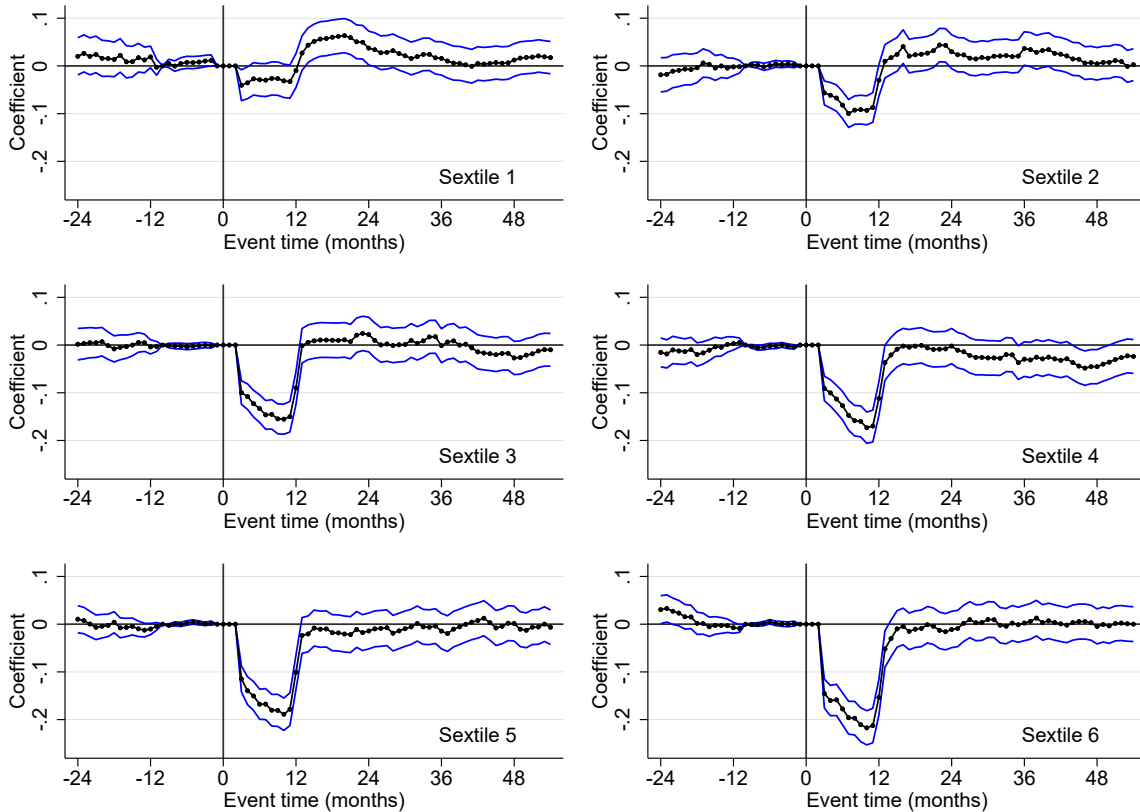 .1
0
-.1
-.2
Coefficient
Sextile 1
-24 -12 0 12 24 36 48
Event time (months)
.1
0
-.1
-.2
Coefficient
Sextile 2
-24 -12 0 12 24 36 48
Event time (months)
.1
0
-.1
-.2
Coefficient
Sextile 3
-24 -12 0 12 24 36 48
Event time (months)
.1
0
-.1
-.2
Coefficient
Sextile 4
-24 -12 0 12 24 36 48
Event time (months)
.1
0
-.1
-.2
Coefficient
Sextile 5
-24 -12 0 12 24 36 48
Event time (months)
.1
0
-.1
-.2
Coefficient
Sextile 6
-24 -12 0 12 24 36 48
Event time (months)